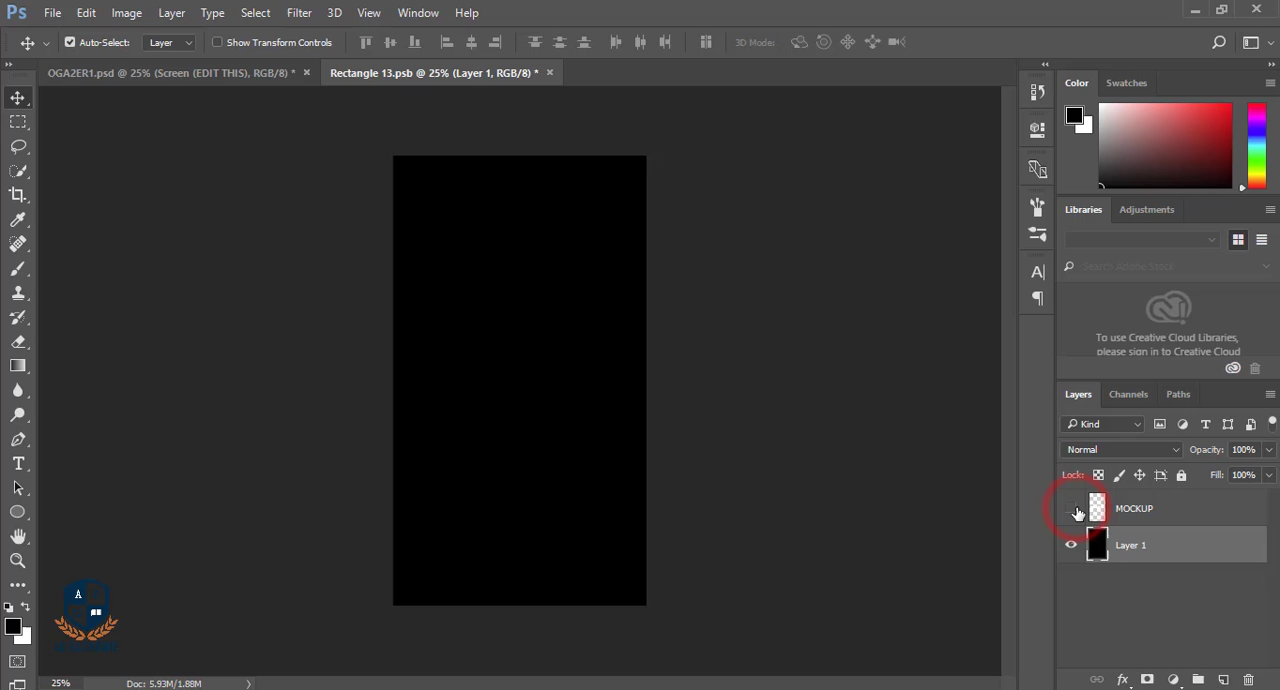 Ps File Edit Image Layer Type Select Filter 3D View Window Help
Auto-Select: Layer Show Transform Controls 3D Mode:
OGA2ER1.psd @ 25% (Screen (EDIT THIS), RGB/8) * × Rectangle 13.psb @ 25% (Layer 1, RGB/8) * ×
Color Swatches
Libraries Adjustments
Search Adobe Stock
To use Creative Cloud Libraries,
please sign in to Creative Cloud
Layers Channels Paths
Kind
Normal Opacity: 100%
Lock: Fill: 100%
MOCKUP
Layer 1
A
25% Doc: 5.93M/1.88M